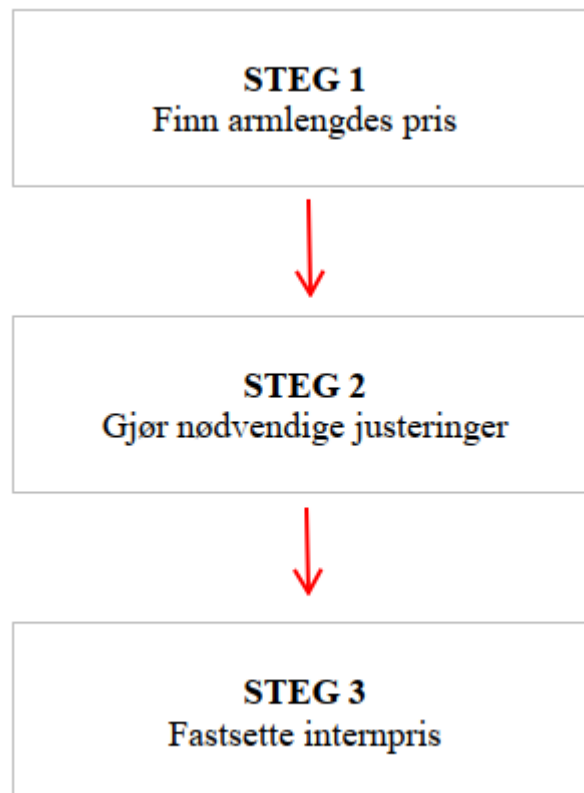 STEG 1
Finn armlengdes pris
STEG 2
Gjør nødvendige justeringer
STEG 3
Fastsette internpris